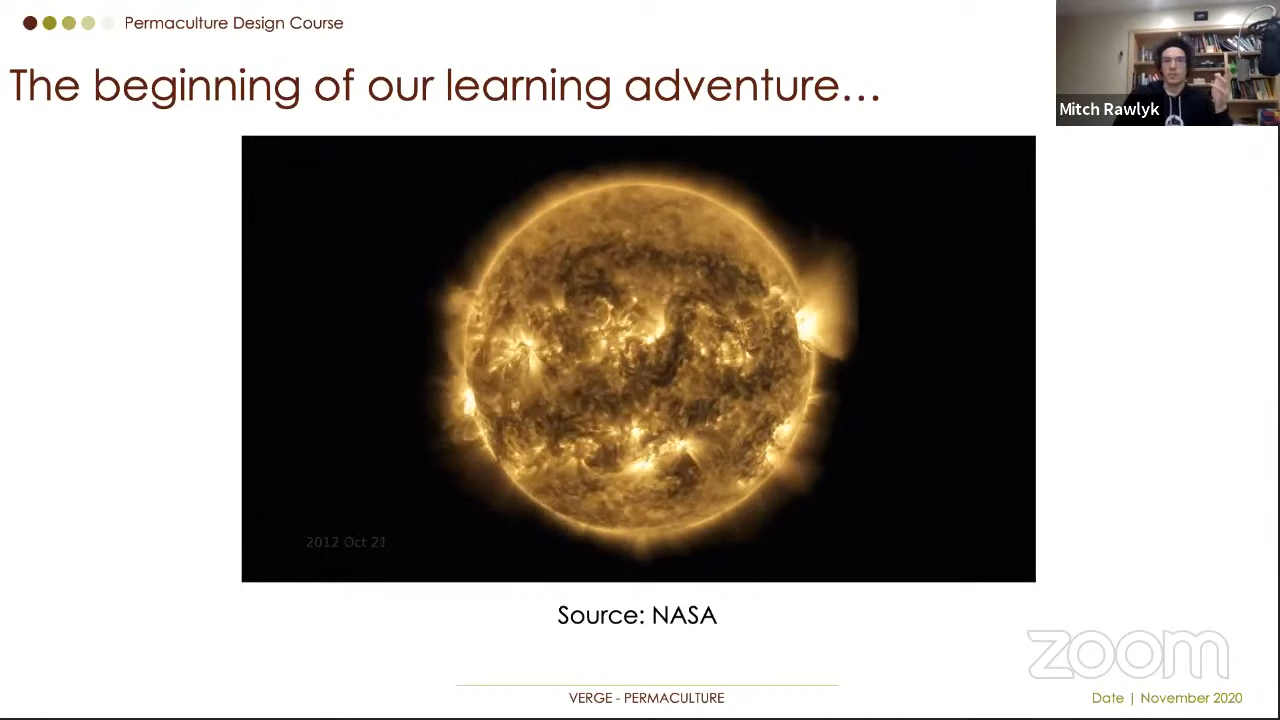 Permaculture Design Course
The beginning of our learning adventure...
Mitch Rawlyk
2012 Oct 21
Source: NASA
zoom
VERGE - PERMACULTURE
Date | November 2020